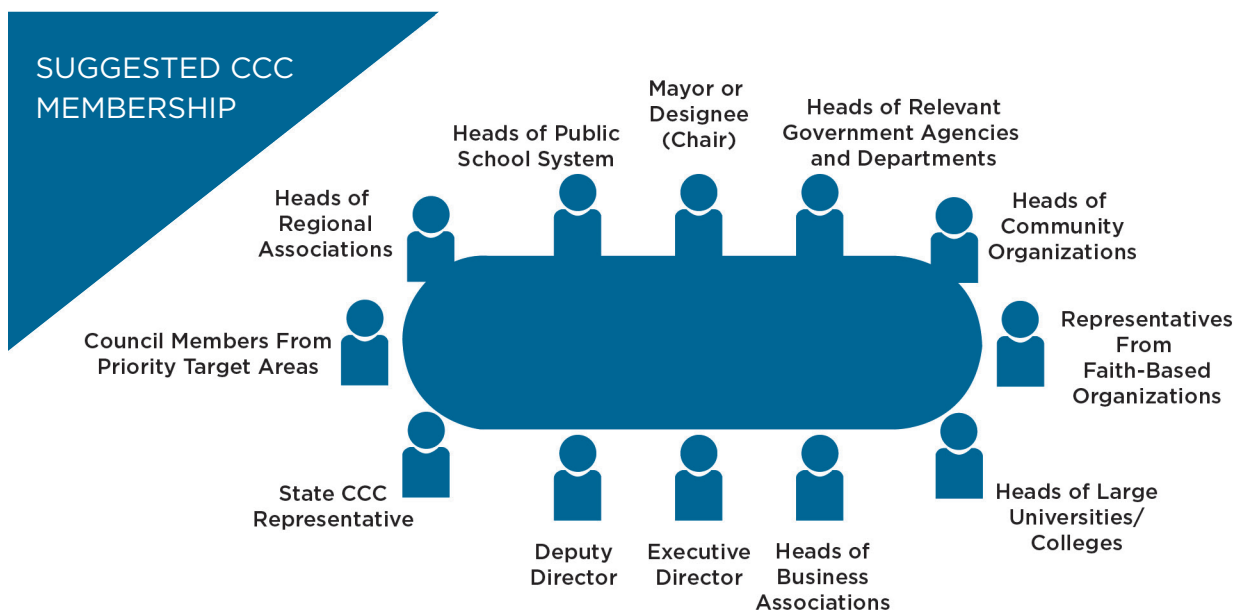 SUGGESTED CCC
MEMBERSHIP
Mayor or
Designee
(Chair)
Heads of Public
School System
Heads of Relevant
Government Agencies
and Departments
Heads of
Regional
Associations
Heads of
Community
Organizations
Council Members From
Priority Target Areas
Representatives
From
Faith-Based
Organizations
State CCC
Representative
Deputy
Director
Executive
Director
Heads of
Business
Associations
Heads of Large
Universities/
Colleges